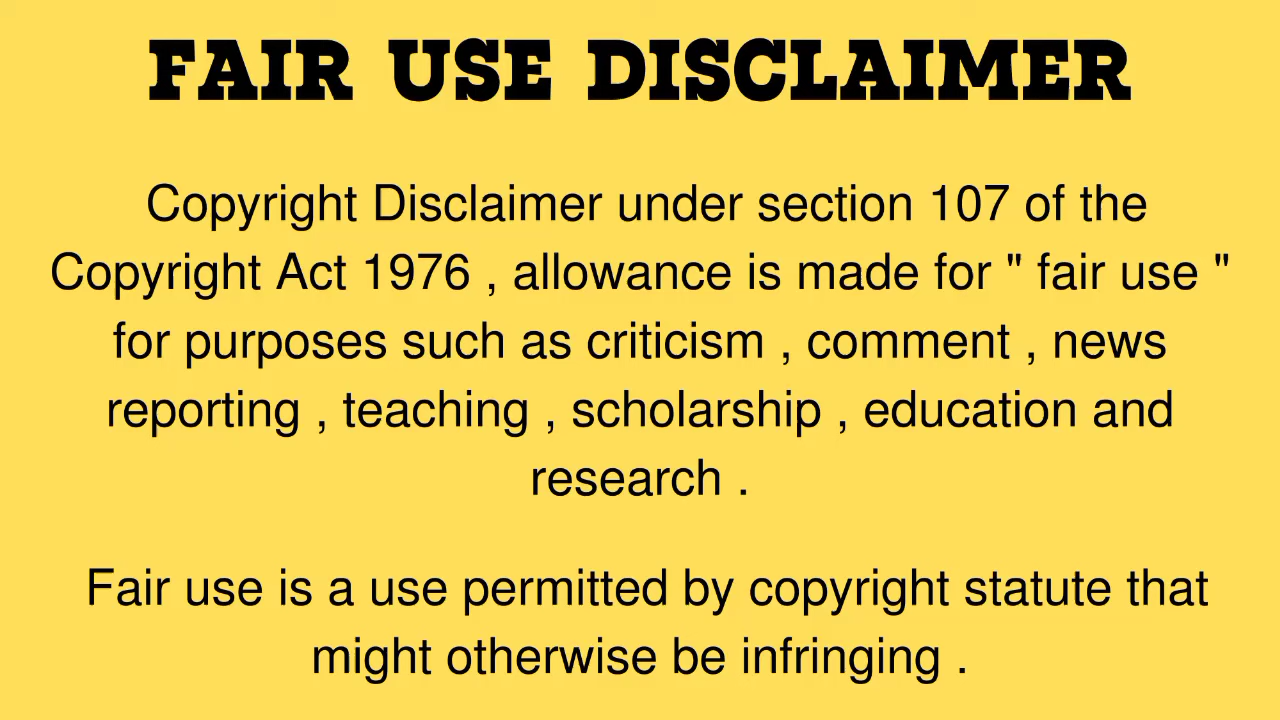 FAIR USE DISCLAIMER
Copyright Disclaimer under section 107 of the
Copyright Act 1976 , allowance is made for " fair use "
for purposes such as criticism , comment , news
reporting , teaching , scholarship , education and
research .
Fair use is a use permitted by copyright statute that
might otherwise be infringing .